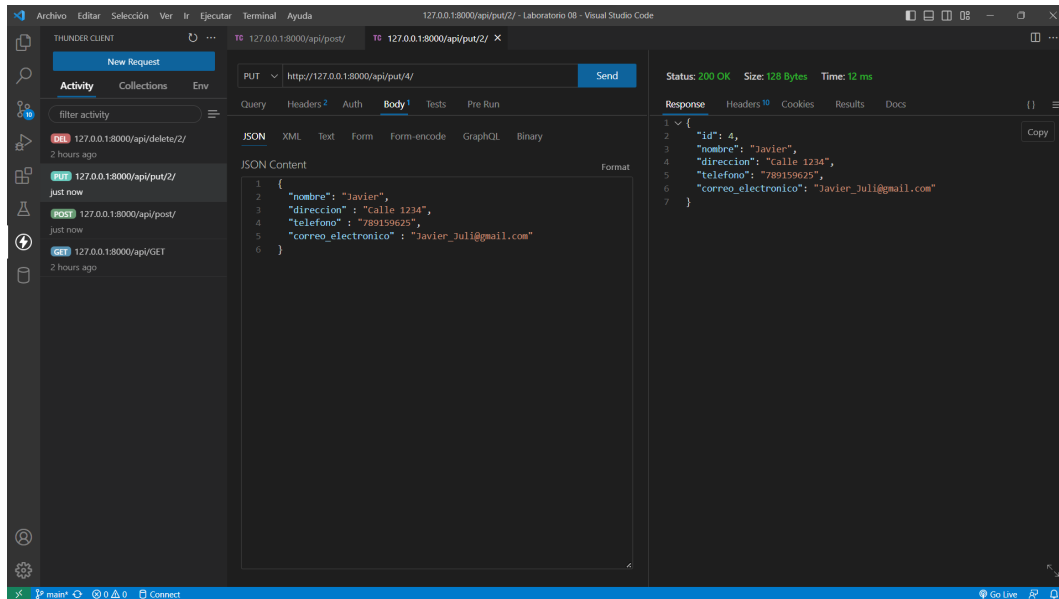 Archivo Editar Selección Ver Ir Ejecutar Terminal Ayuda 127.0.0.1:8000/api/put/2/ - Laboratorio 08 - Visual Studio Code
THUNDER CLIENT
TC 127.0.0.1:8000/api/post/ TC 127.0.0.1:8000/api/put/2/
New Request
Activity Collections Env
filter activity
DEL 127.0.0.1:8000/api/delete/2/
2 hours ago
PUT 127.0.0.1:8000/api/put/2/
just now
POST 127.0.0.1:8000/api/post/
just now
GET 127.0.0.1:8000/api/GET
2 hours ago
10
PUT http://127.0.0.1:8000/api/put/4/ Send
Query Headers 2 Auth Body 1 Tests Pre Run
JSON XML Text Form Form-encode GraphQL Binary
JSON Content Format
1 {
2 "nombre": "Javier",
3 "direccion" : "Calle 1234",
4 "telefono" : "789159625",
5 "correo_electronico" : "Javier_Juli@gmail.com"
6 }
Status: 200 OK Size: 128 Bytes Time: 12 ms
Response Headers 10 Cookies Results Docs { }
Copy
1 {
2 "id": 4,
3 "nombre": "Javier",
4 "direccion": "Calle 1234",
5 "telefono": "789159625",
6 "correo_electronico": "Javier_Juli@gmail.com"
7 }
main* 0 0 Connect Go Live